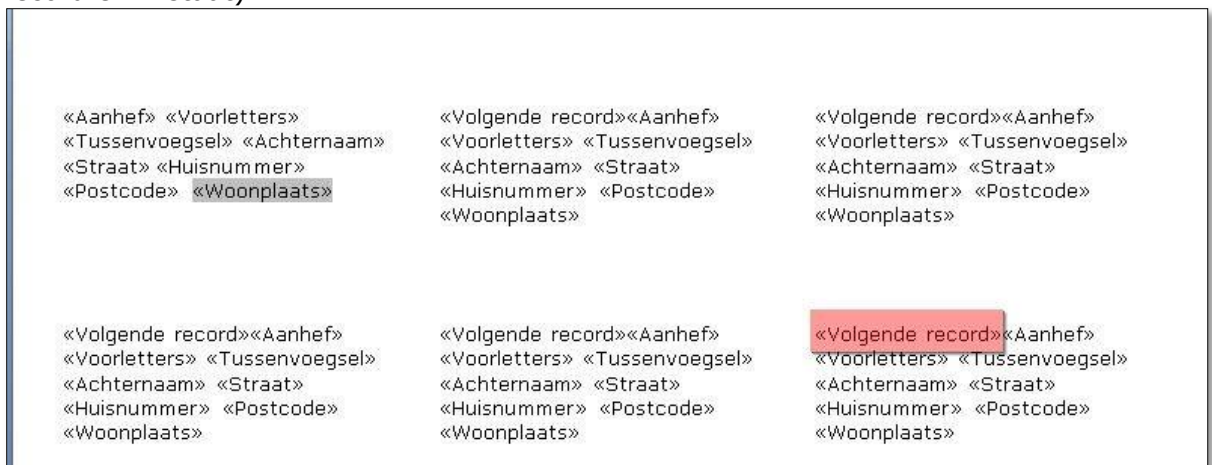 «Aanhef» «Voorletters»
«Tussenvoegsel» «Achternaam»
«Straat» «Huisnummer»
«Postcode» «Woonplaats»
«Volgende record»«Aanhef»
«Voorletters» «Tussenvoegsel»
«Achternaam» «Straat»
«Huisnummer» «Postcode»
«Woonplaats»
«Volgende record»«Aanhef»
«Voorletters» «Tussenvoegsel»
«Achternaam» «Straat»
«Huisnummer» «Postcode»
«Woonplaats»
«Volgende record»«Aanhef»
«Voorletters» «Tussenvoegsel»
«Achternaam» «Straat»
«Huisnummer» «Postcode»
«Woonplaats»
«Volgende record»«Aanhef»
«Voorletters» «Tussenvoegsel»
«Achternaam» «Straat»
«Huisnummer» «Postcode»
«Woonplaats»
«Volgende record»«Aanhef»
«Voorletters» «Tussenvoegsel»
«Achternaam» «Straat»
«Huisnummer» «Postcode»
«Woonplaats»